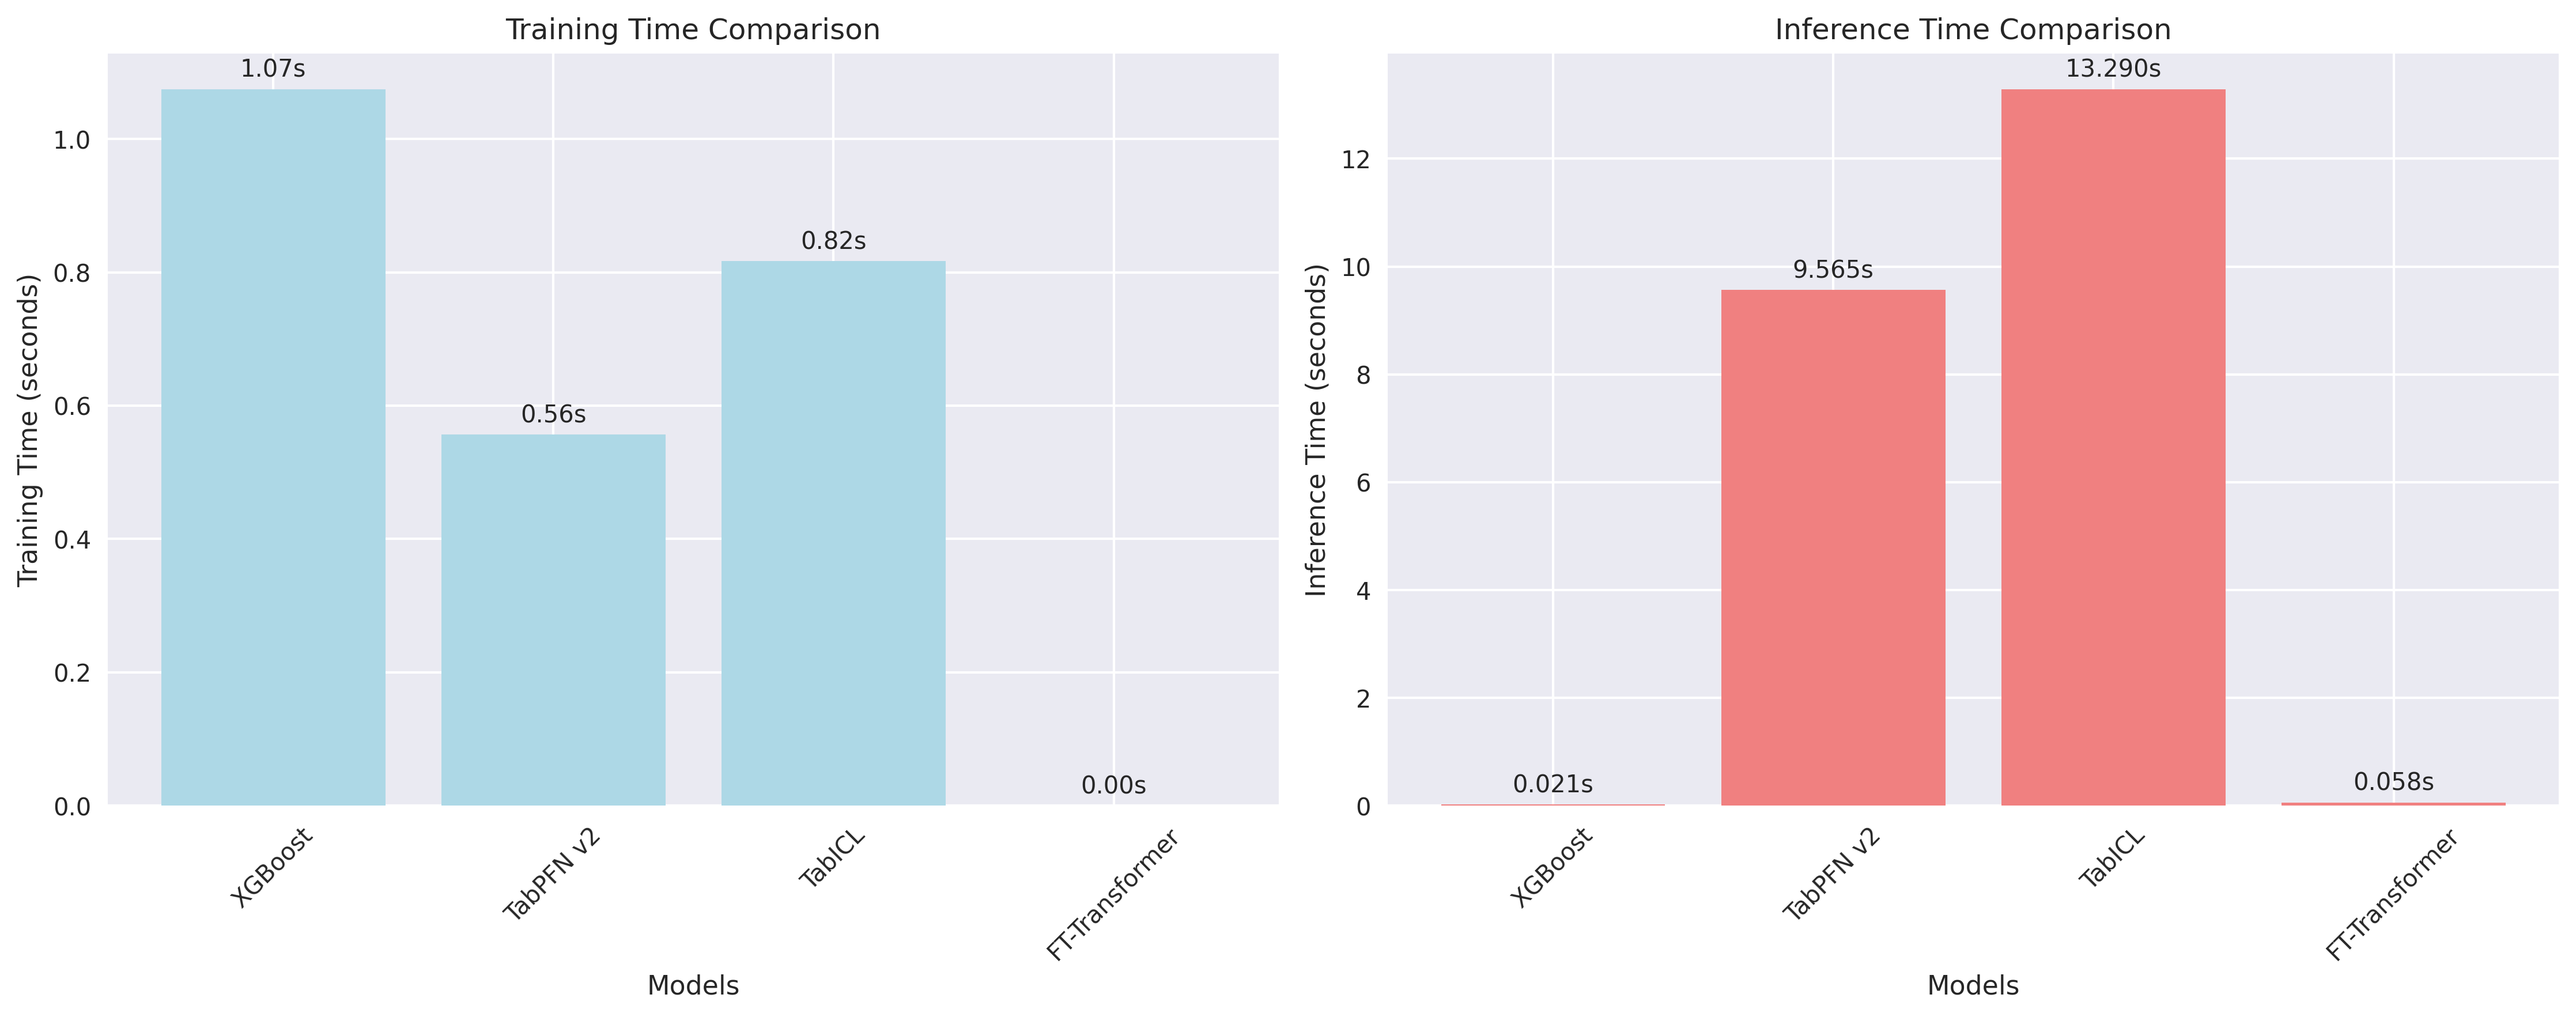 Training Time Comparison
Training Time (seconds)
1.0
0.8
0.6
0.4
0.2
0.0
1.07s
0.56s
0.82s
0.00s
XGBoost
TabPFN v2
TabICL
FT-Transformer
Models
Inference Time Comparison
Inference Time (seconds)
12
10
8
6
4
2
0
0.021s
9.565s
13.290s
0.058s
XGBoost
TabPFN v2
TabICL
FT-Transformer
Models